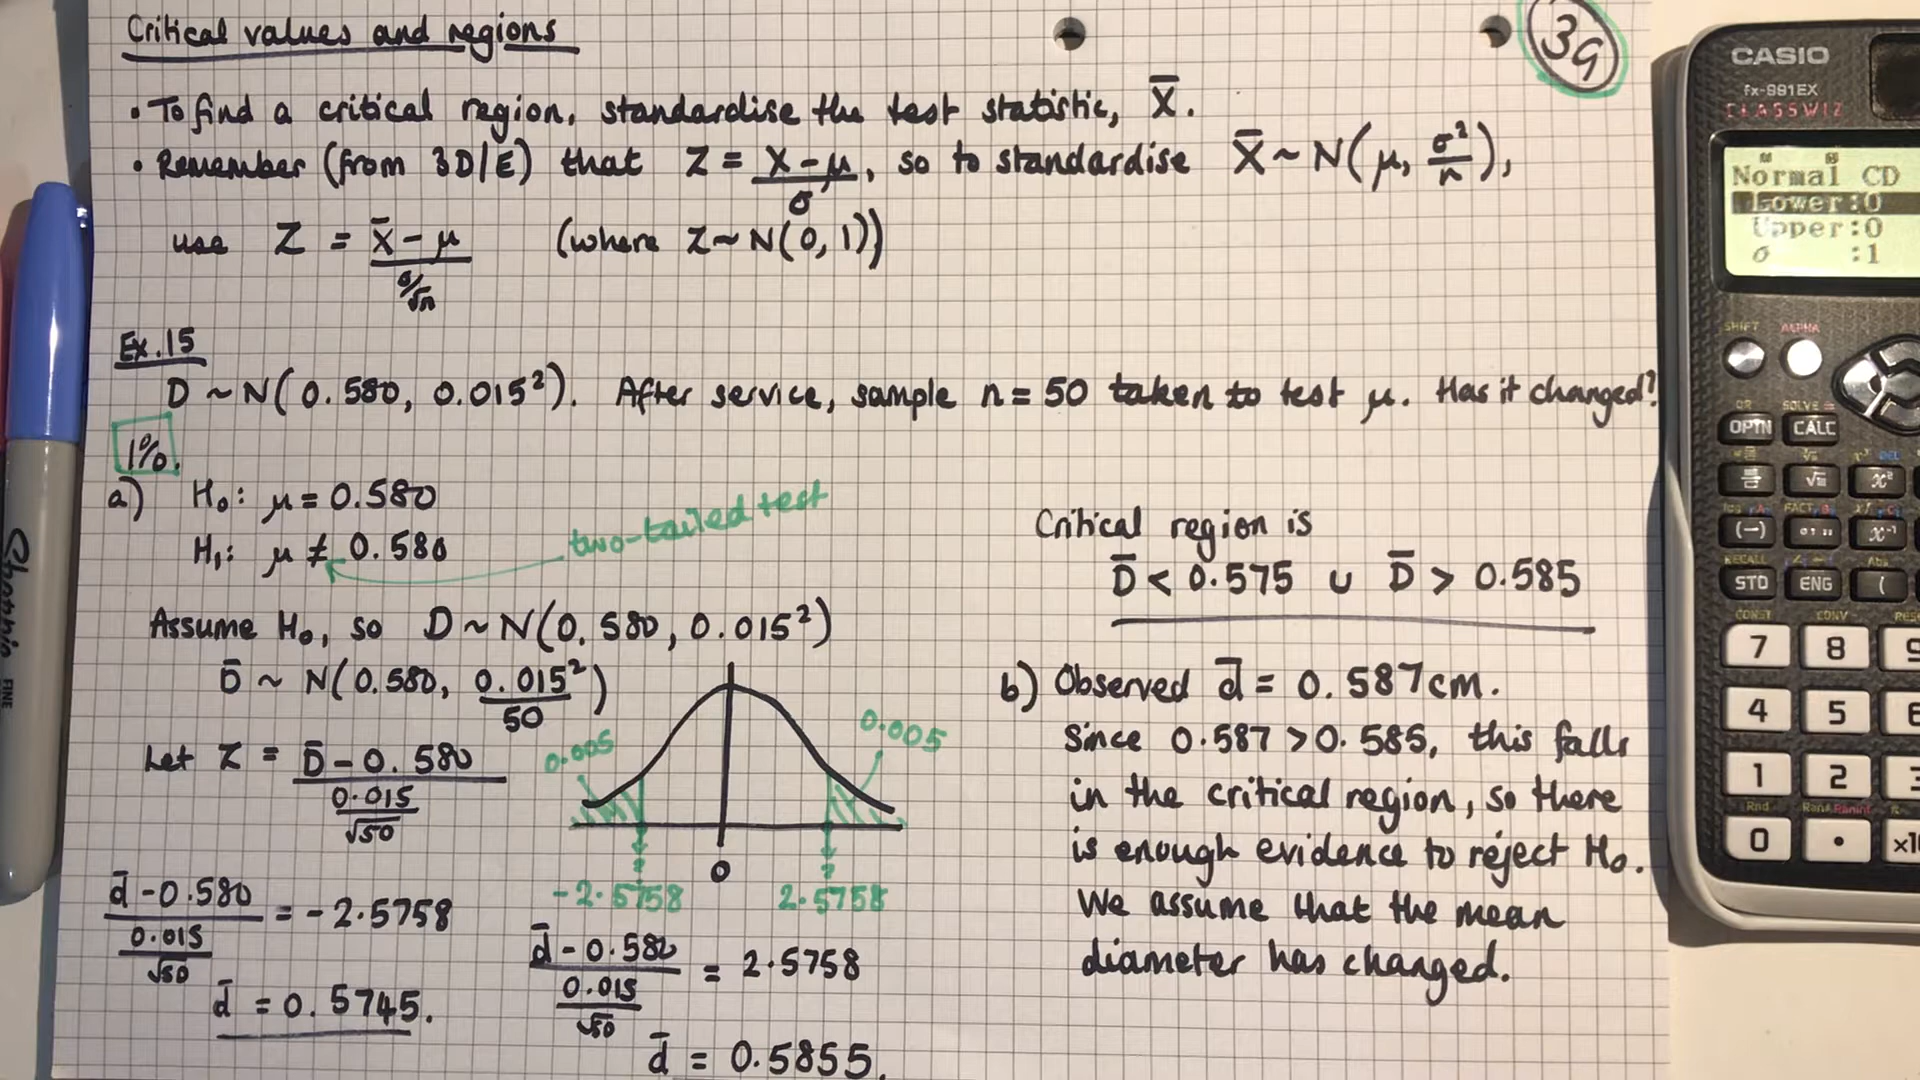 Critical values and regions
39
• To find a critical region, standardise the test statistic, X̄.
• Remember (from 3D/E) that Z = (X - μ)/σ, so to standardise X̄ ~ N(μ, σ²/n),
use Z = (X̄ - μ)/(σ/√n) (where Z ~ N(0, 1))
Ex.15
D ~ N(0.580, 0.015²). After service, sample n = 50 taken to test μ. Has it changed?
1%.
a) H₀: μ = 0.580
H₁: μ ≠ 0.580
two-tailed test
Assume H₀, so D ~ N(0.580, 0.015²)
D̄ ~ N(0.580, 0.015²/50)
Let Z = (D̄ - 0.580)/(0.015/√50)
0.005
0.005
0
-2.5758
2.5758
(d̄ - 0.580)/(0.015/√50) = -2.5758
d̄ = 0.5745.
(d̄ - 0.580)/(0.015/√50) = 2.5758
d̄ = 0.5855.
Critical region is
D̄ < 0.575 ∪ D̄ > 0.585
b) Observed d̄ = 0.587cm.
Since 0.587 > 0.585, this falls
in the critical region, so there
is enough evidence to reject H₀.
We assume that the mean
diameter has changed.
Sharpie FINE
CASIO
fx-991EX
CLASSWIZ
Normal CD
Lower:0
Upper:0
σ :1
SHIFT ALPHA
OPTN CALC
(−)
STO ENG (
7 8
4 5 6
1 2 3
0 • ×10